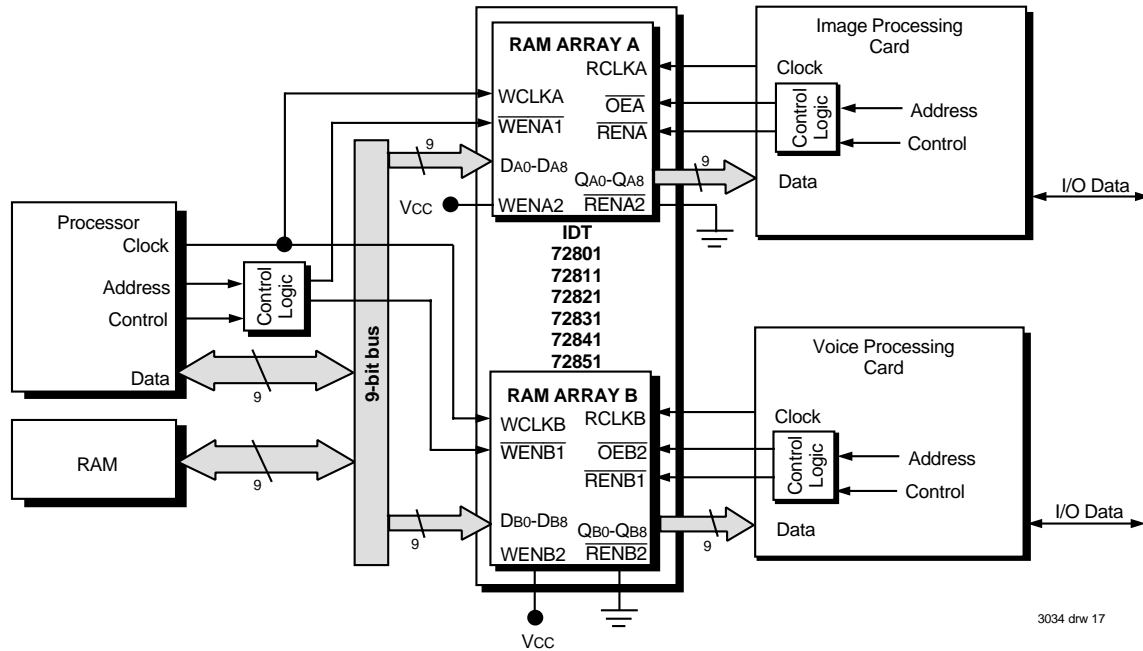 Processor
Clock
Address
Control
Data
Control
Logic
RAM
9
9
9-bit bus
9
9
VCC
RAM ARRAY A
RCLKA
WCLKA
OEA
WENA1
RENA
DA0-DA8
QA0-QA8
WENA2
RENA2
9
IDT
72801
72811
72821
72831
72841
72851
RAM ARRAY B
RCLKB
WCLKB
OEB2
WENB1
RENB1
DB0-DB8
QB0-QB8
WENB2
RENB2
9
VCC
Image Processing
Card
Clock
Control
Logic
Address
Control
Data
I/O Data
Voice Processing
Card
Clock
Control
Logic
Address
Control
Data
I/O Data
3034 drw 17